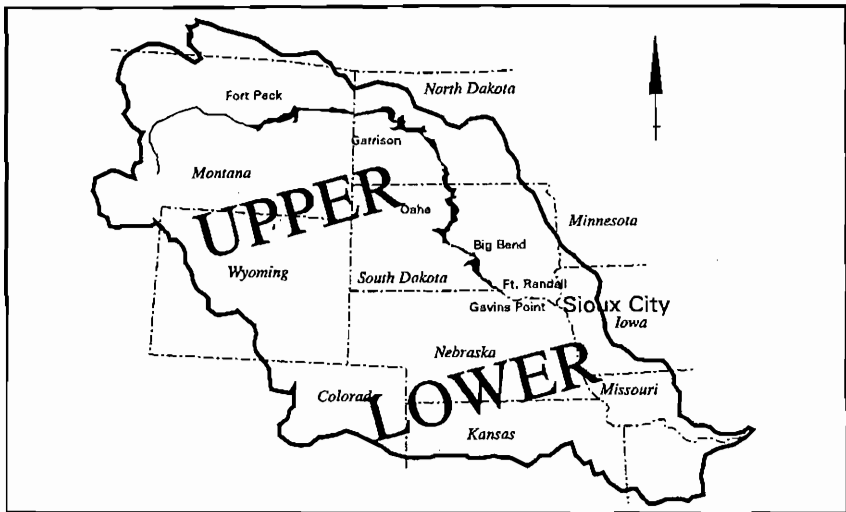 North Dakota
Fort Peck
Garrison
Montana
UPPER
Oahe
Minnesota
Big Band
Wyoming
South Dakota
Ft. Randall
Gavins Point
Sioux City
Iowa
Nebraska
LOWER
Missouri
Colorado
Kansas